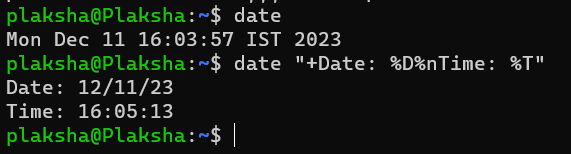 plaksha@Plaksha:~$ date
Mon Dec 11 16:03:57 IST 2023
plaksha@Plaksha:~$ date "+Date: %D%nTime: %T"
Date: 12/11/23
Time: 16:05:13
plaksha@Plaksha:~$